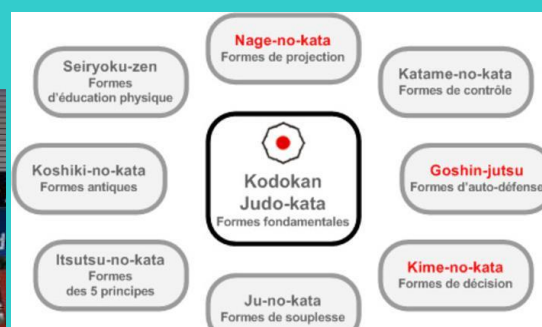 Nage-no-kata
Formes de projection
Seiryoku-zen
Formes
d'éducation physique
Katame-no-kata
Formes de contrôle
Koshiki-no-kata
Formes antiques
Kodokan
Judo-kata
Formes fondamentales
Goshin-jutsu
Formes d'auto-défense
Itsutsu-no-kata
Formes
des 5 principes
Kime-no-kata
Formes de décision
Ju-no-kata
Formes de souplesse